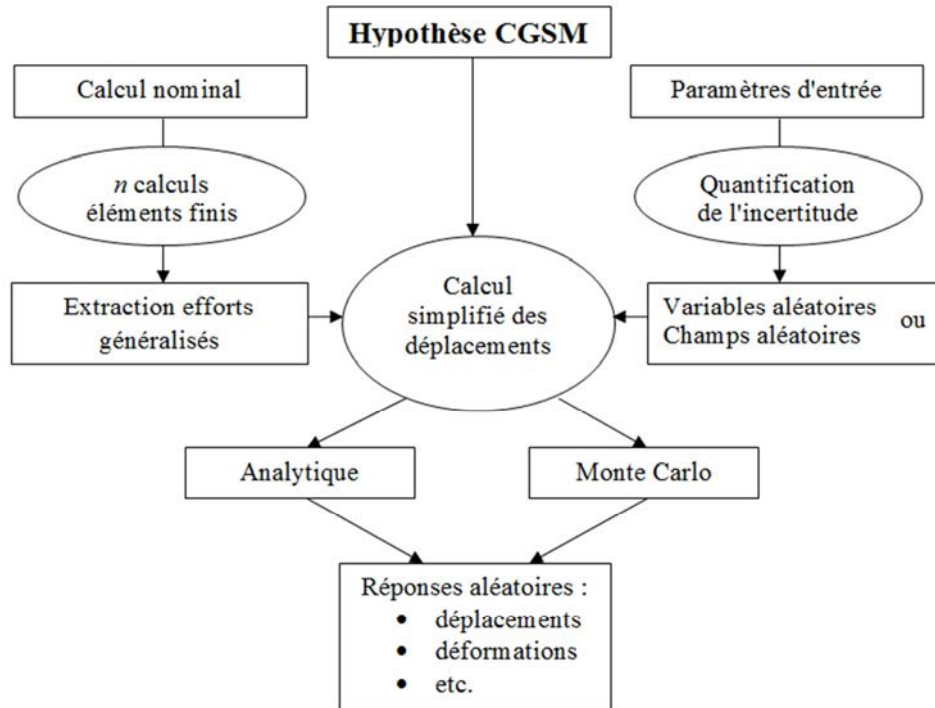 Hypothèse CGSM
Calcul nominal
Paramètres d'entrée
n calculs
éléments finis
Quantification
de l'incertitude
Extraction efforts
généralisés
Calcul
simplifié des
déplacements
Variables aléatoires ou
Champs aléatoires
Analytique
Monte Carlo
Réponses aléatoires :
• déplacements
• déformations
• etc.